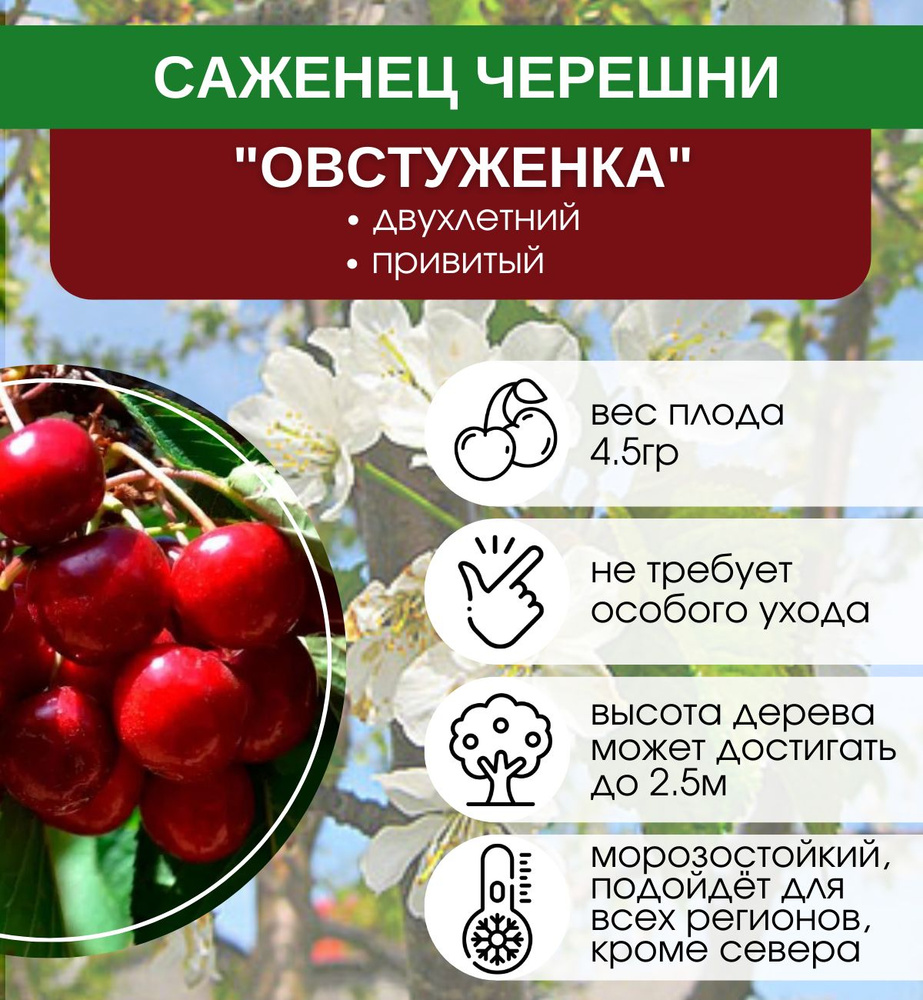 САЖЕНЕЦ ЧЕРЕШНИ
"ОВСТУЖЕНКА"
• двухлетний
• привитый
вес плода
4.5гр
не требует
особого ухода
высота дерева
может достигать
до 2.5м
морозостойкий,
подойдёт для
всех регионов,
кроме севера